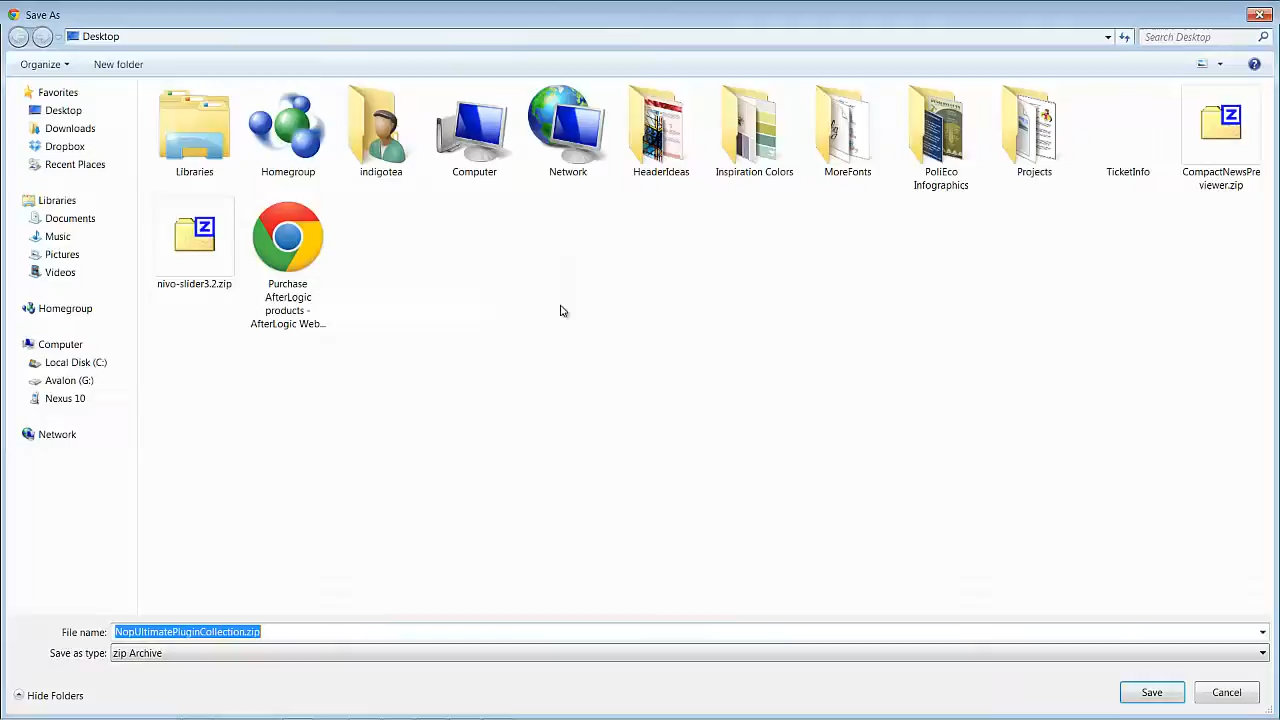 Save As
Desktop
Search Desktop
Organize
New folder
Favorites
Desktop
Downloads
Dropbox
Recent Places
Libraries
Documents
Music
Pictures
Videos
Homegroup
Computer
Local Disk (C:)
Avalon (G:)
Nexus 10
Network
Libraries
Homegroup
indigotea
Computer
Network
HeaderIdeas
Inspiration Colors
MoreFonts
PoliEco
Infographics
Projects
TicketInfo
CompactNewsPre
viewer.zip
nivo-slider3.2.zip
Purchase
AfterLogic
products -
AfterLogic Web...
File name: NopUltimatePluginCollection.zip
Save as type: zip Archive
Hide Folders
Save
Cancel